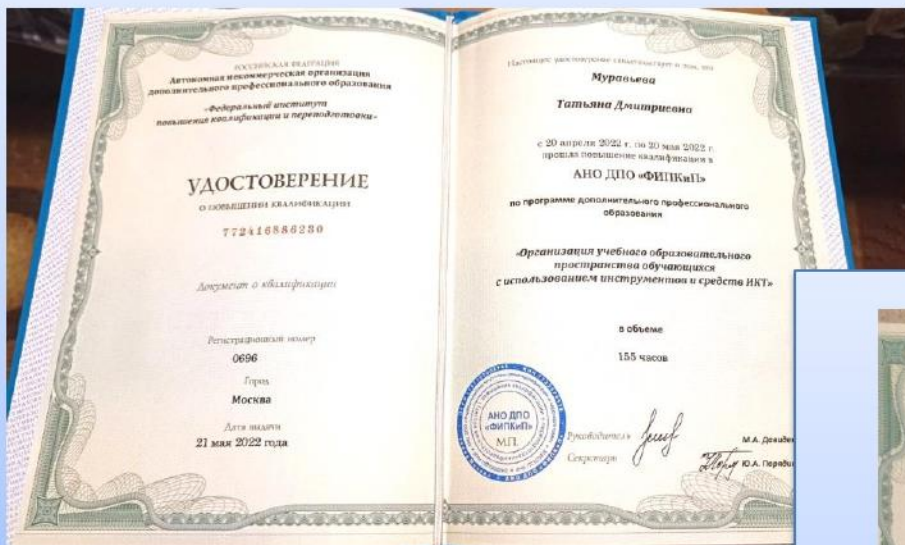 РОССИЙСКАЯ ФЕДЕРАЦИЯ
Автономная некоммерческая организация
дополнительного профессионального образования
«Федеральный институт
повышения квалификации и переподготовки»
УДОСТОВЕРЕНИЕ
О ПОВЫШЕНИИ КВАЛИФИКАЦИИ
772416886280
Документ о квалификации
Регистрационный номер
0696
Город
Москва
Дата выдачи
21 мая 2022 года
Настоящее удостоверение свидетельствует о том, что
Муравьева
Татьяна Дмитриевна
с 20 апреля 2022 г. по 20 мая 2022 г.
прошла повышение квалификации в
АНО ДПО «ФИПКиП»
по программе дополнительного профессионального
образования
«Организация учебного образовательного
пространства обучающихся
с использованием инструментов и средств ИКТ»
в объеме
155 часов
АНО ДПО
«ФИПКиП»
М.П.
Руководитель
М.А.
Секретарь
Ю.А.